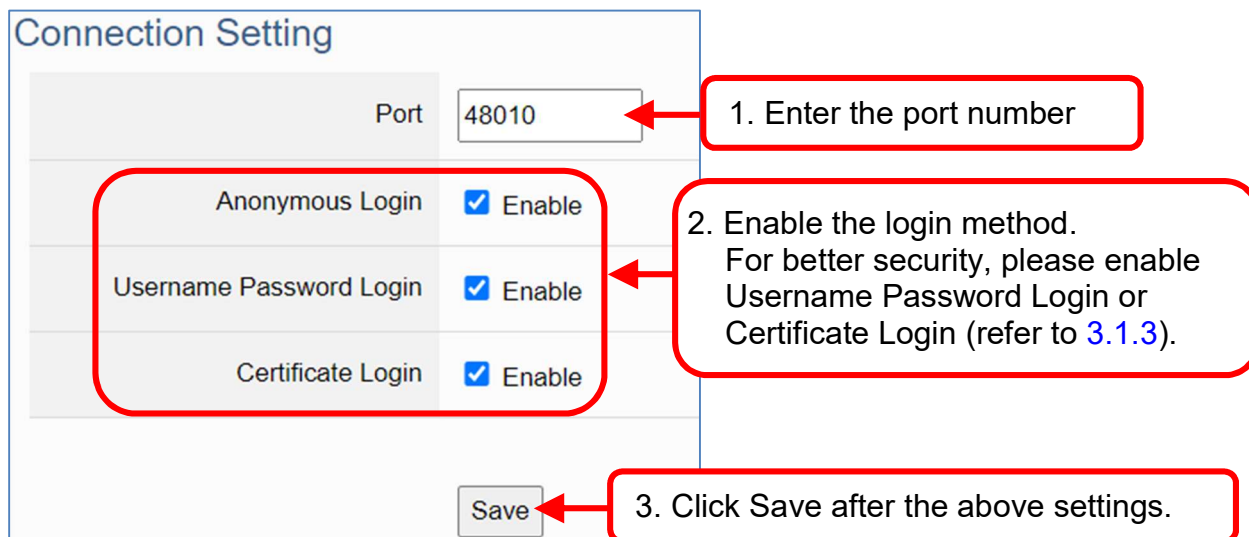 Connection Setting
Port 48010
1. Enter the port number
Anonymous Login Enable
Username Password Login Enable
Certificate Login Enable
2. Enable the login method.
For better security, please enable
Username Password Login or
Certificate Login (refer to 3.1.3).
Save
3. Click Save after the above settings.